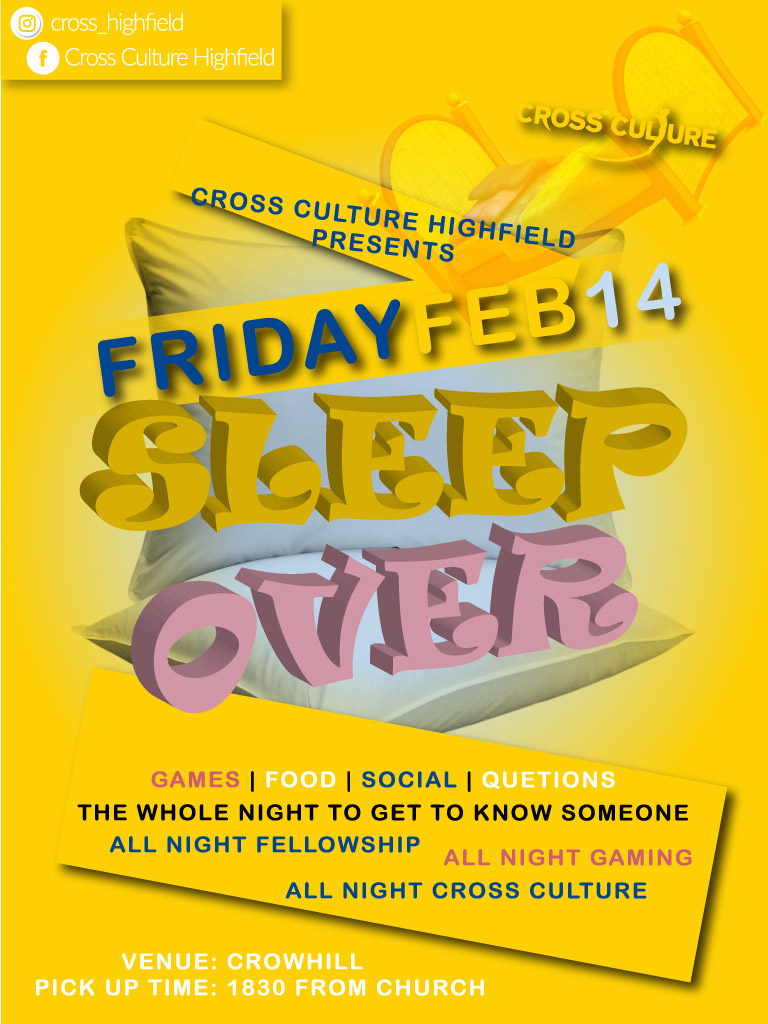 cross_highfield
Cross Culture Highfield
CROSS CULTURE
CROSS CULTURE HIGHFIELD
PRESENTS
FRIDAY FEB 14
SLEEP
OVER
GAMES | FOOD | SOCIAL | QUETIONS
THE WHOLE NIGHT TO GET TO KNOW SOMEONE
ALL NIGHT FELLOWSHIP
ALL NIGHT GAMING
ALL NIGHT CROSS CULTURE
VENUE: CROWHILL
PICK UP TIME: 1830 FROM CHURCH